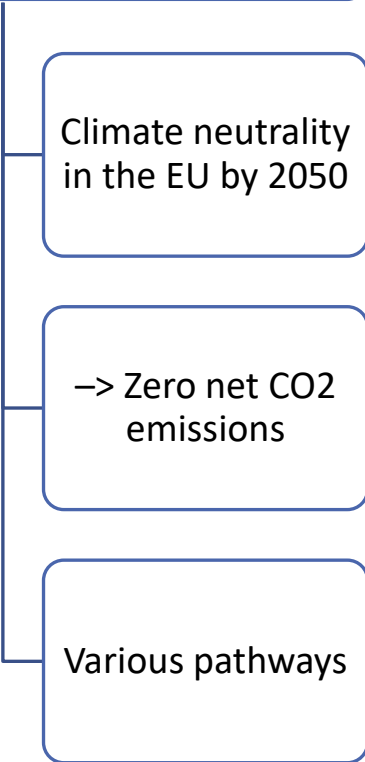 Climate neutrality
in the EU by 2050
–> Zero net CO2
emissions
Various pathways